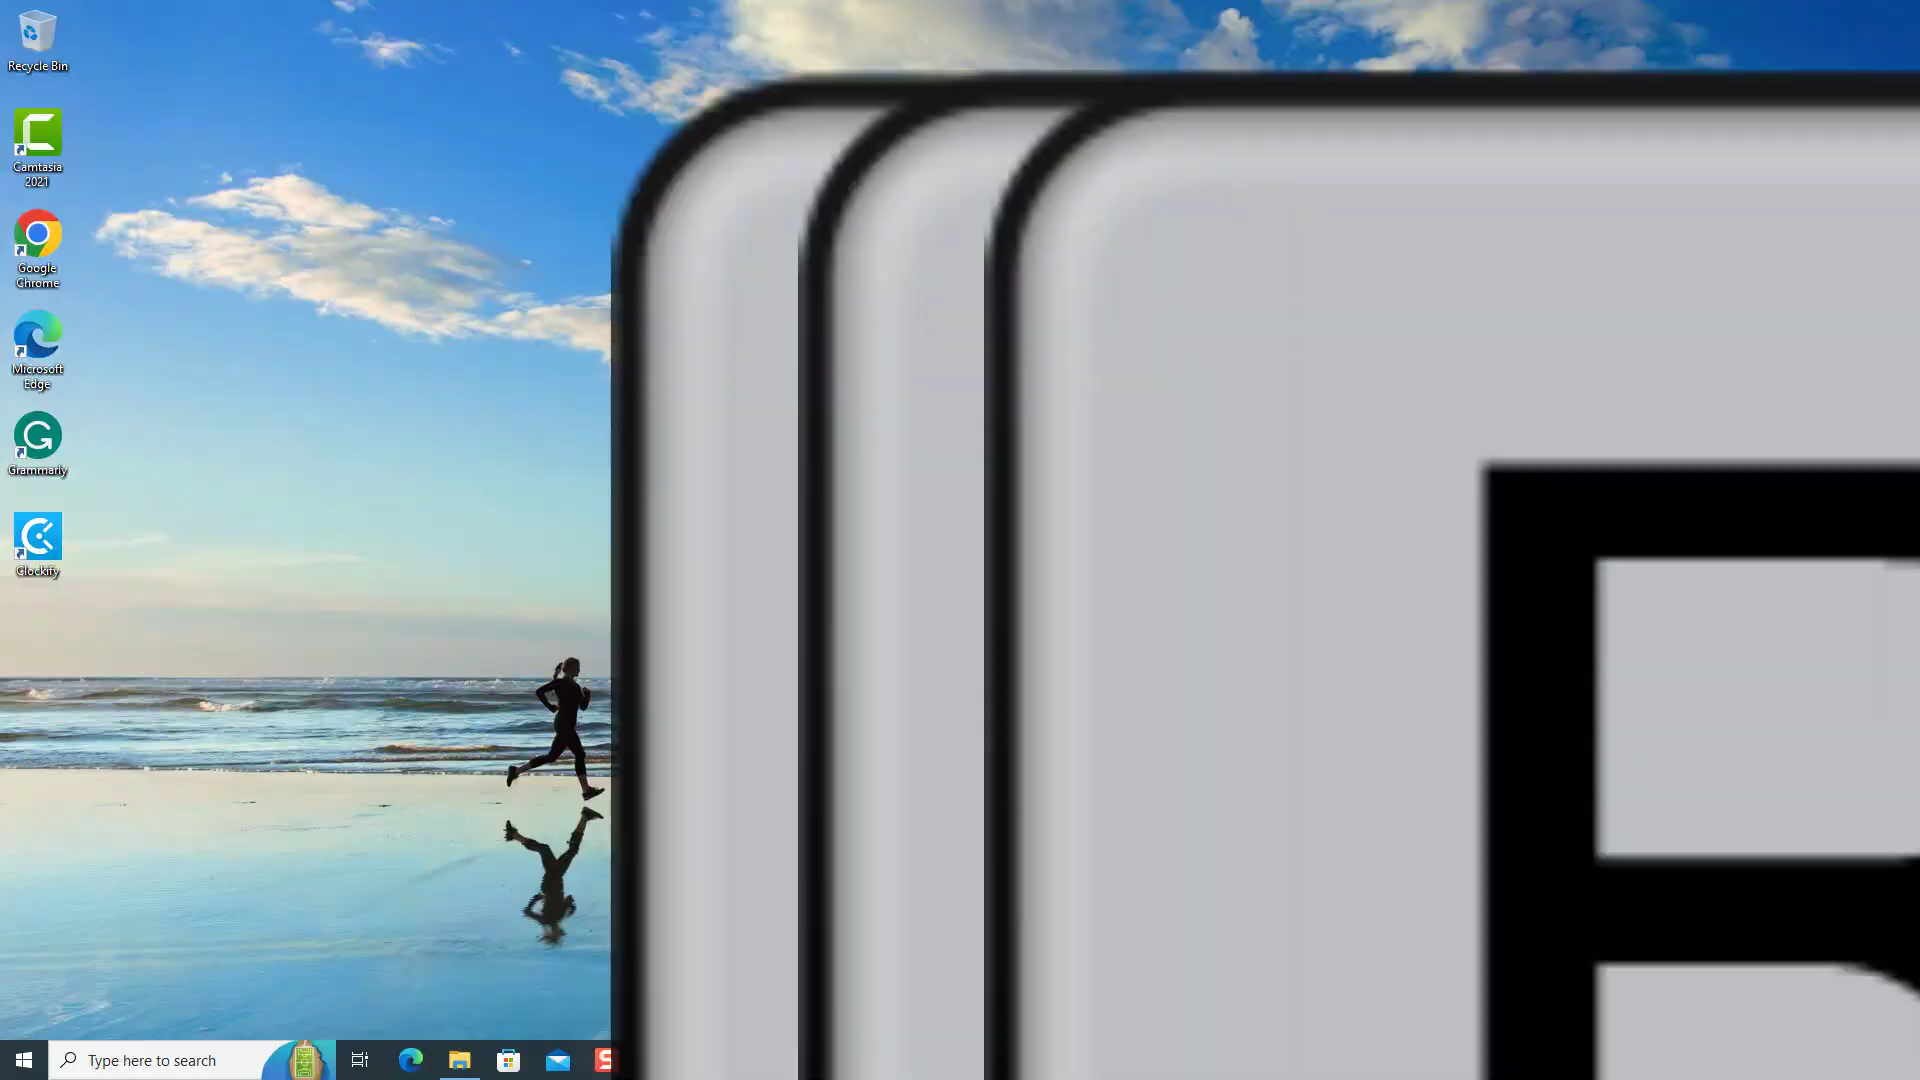 Recycle Bin
Camtasia
2021
Google
Chrome
Microsoft
Edge
Grammarly
Clockify
Type here to search